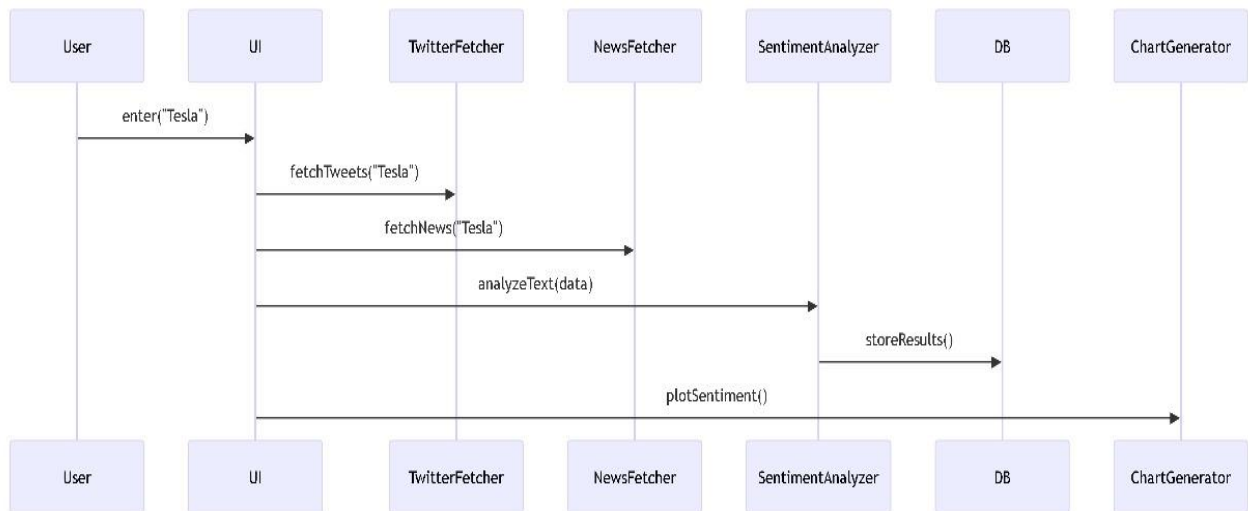 User UI TwitterFetcher NewsFetcher SentimentAnalyzer DB ChartGenerator
enter("Tesla")
fetchTweets("Tesla")
fetchNews("Tesla")
analyzeText(data)
storeResults()
plotSentiment()
User UI TwitterFetcher NewsFetcher SentimentAnalyzer DB ChartGenerator